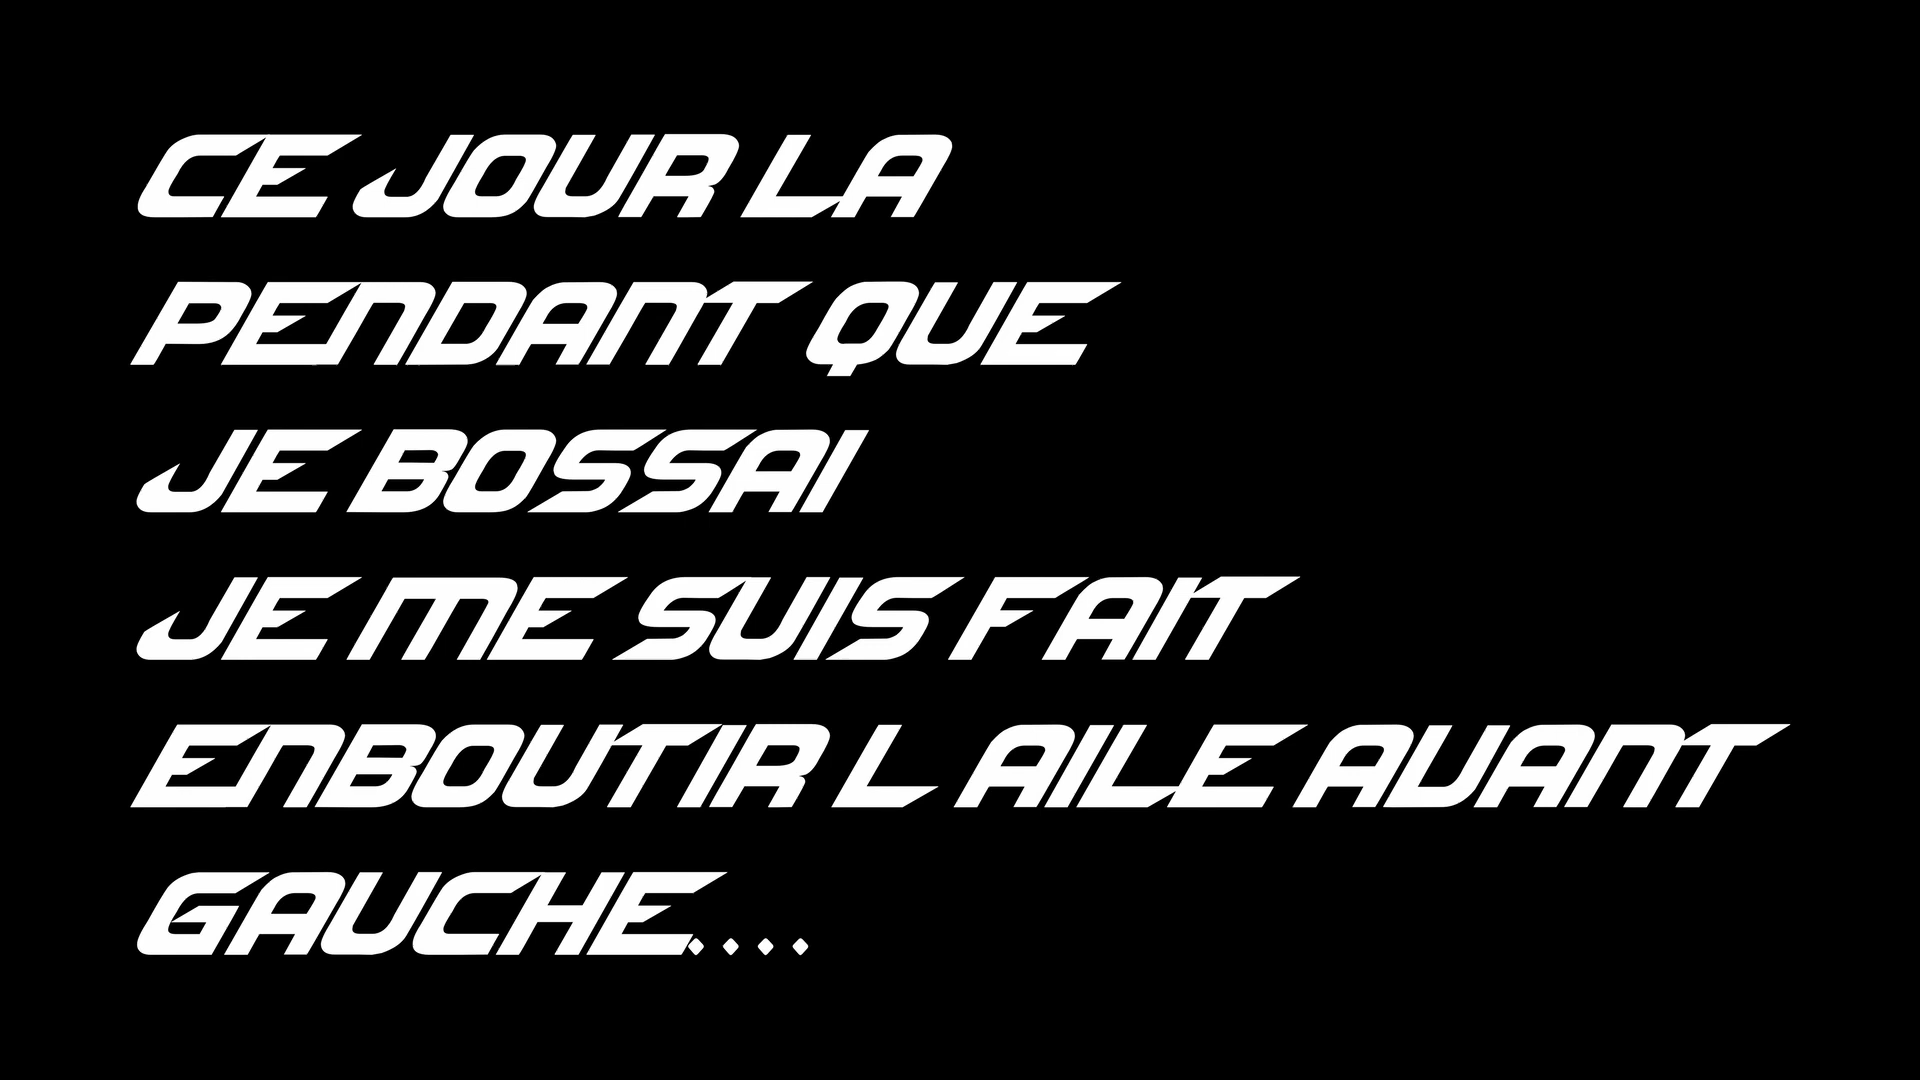 CE JOUR LA
PENDANT QUE
JE BOSSAI
JE ME SUIS FAIT
ENBOUTIR L AILE AVANT
GAUCHE....